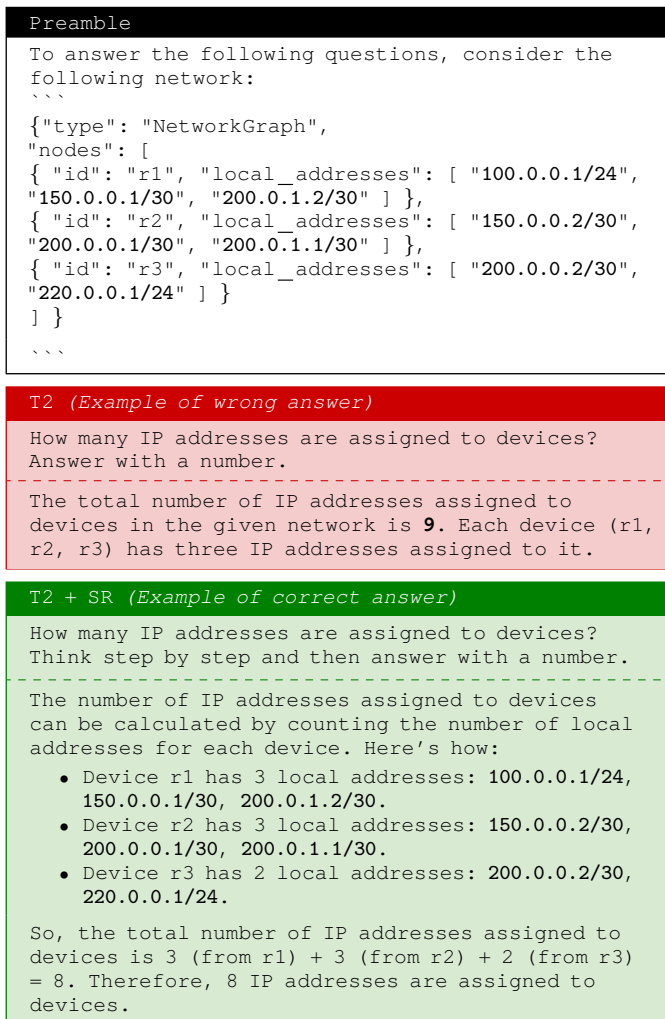 Preamble
To answer the following questions, consider the
following network:
```
{"type": "NetworkGraph",
"nodes": [
{ "id": "r1", "local_addresses": [ "100.0.0.1/24",
"150.0.0.1/30", "200.0.1.2/30" ] },
{ "id": "r2", "local_addresses": [ "150.0.0.2/30",
"200.0.0.1/30", "200.0.1.1/30" ] },
{ "id": "r3", "local_addresses": [ "200.0.0.2/30",
"220.0.0.1/24" ] }
] }
```
T2 (Example of wrong answer)
How many IP addresses are assigned to devices?
Answer with a number.
The total number of IP addresses assigned to
devices in the given network is 9. Each device (r1,
r2, r3) has three IP addresses assigned to it.
T2 + SR (Example of correct answer)
How many IP addresses are assigned to devices?
Think step by step and then answer with a number.
The number of IP addresses assigned to devices
can be calculated by counting the number of local
addresses for each device. Here's how:
• Device r1 has 3 local addresses: 100.0.0.1/24,
150.0.0.1/30, 200.0.1.2/30.
• Device r2 has 3 local addresses: 150.0.0.2/30,
200.0.0.1/30, 200.0.1.1/30.
• Device r3 has 2 local addresses: 200.0.0.2/30,
220.0.0.1/24.
So, the total number of IP addresses assigned to
devices is 3 (from r1) + 3 (from r2) + 2 (from r3)
= 8. Therefore, 8 IP addresses are assigned to
devices.